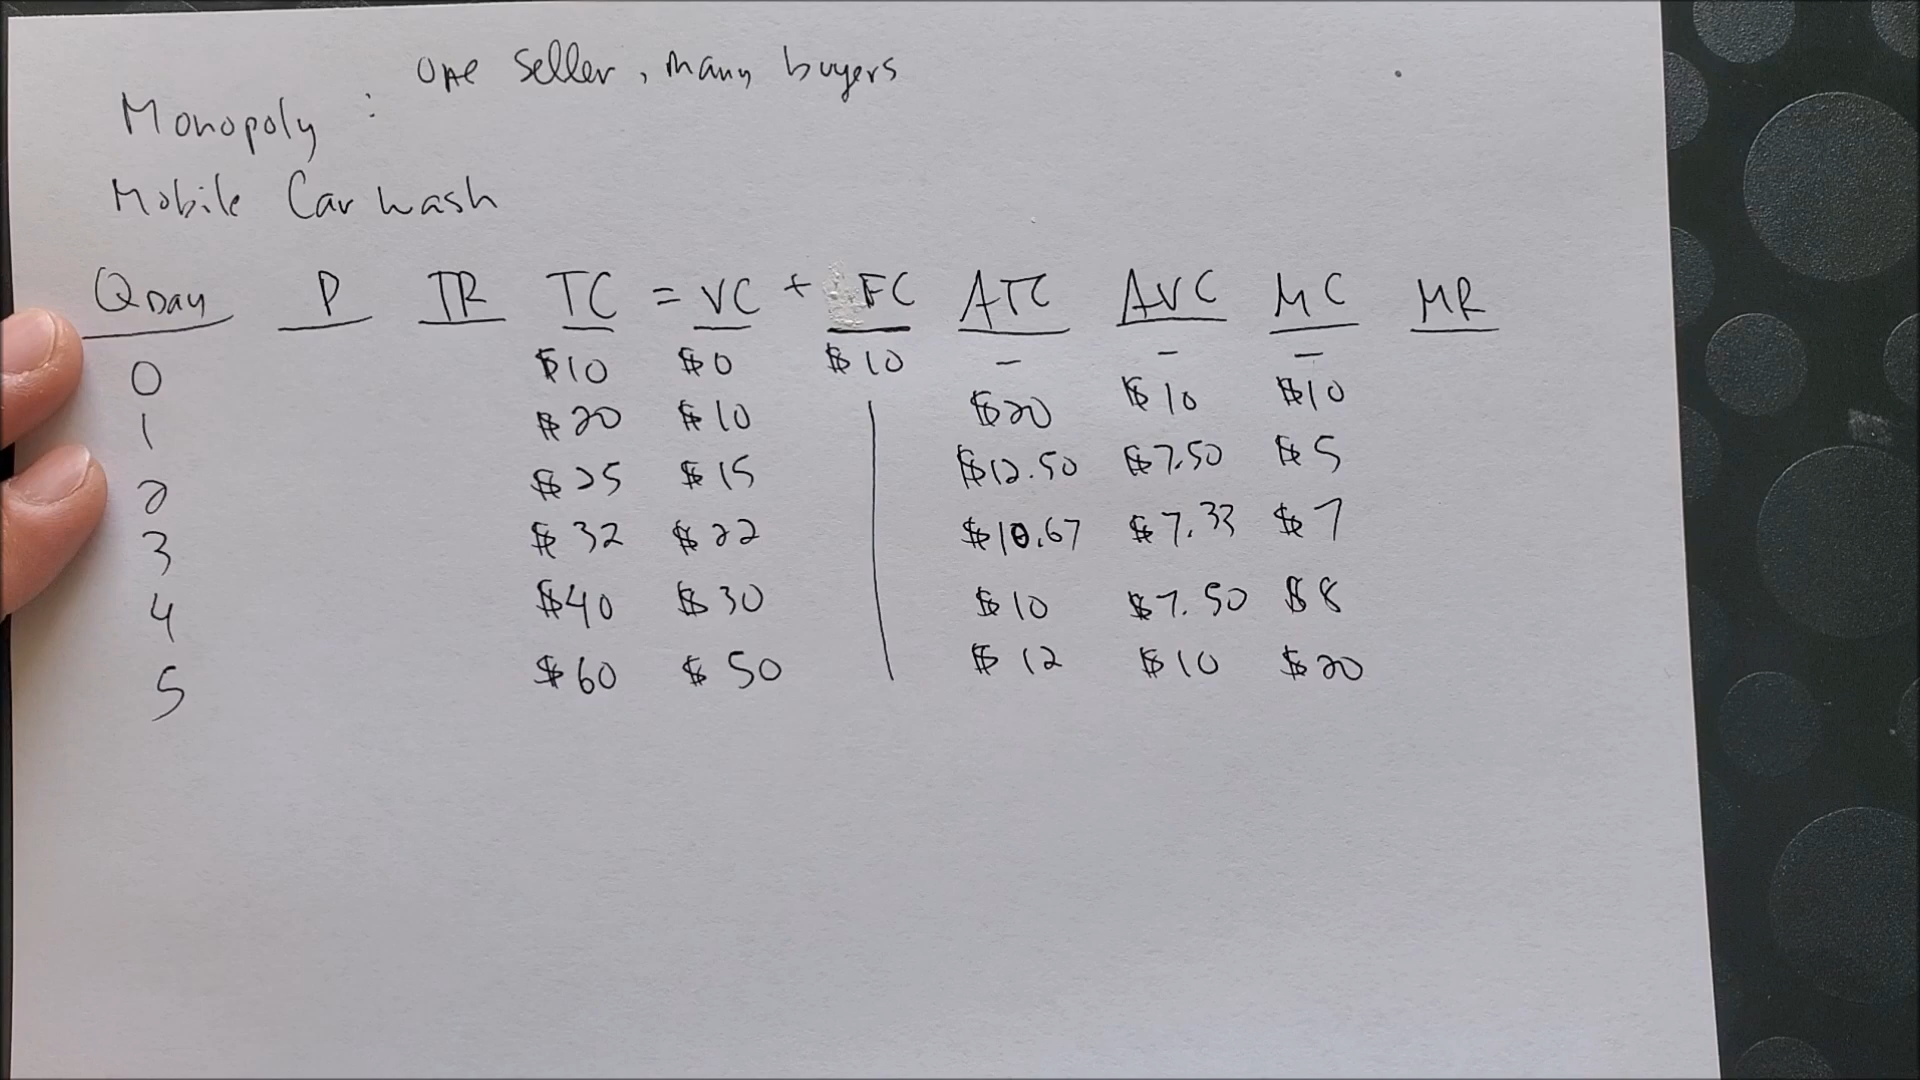 one seller, many buyers
Monopoly :
Mobile Car wash
Q Day P TR TC = VC + FC ATC AVC MC MR
0 $10 $0 $10 - - -
1 $20 $10 $20 $10 $10
2 $25 $15 $12.50 $7.50 $5
3 $32 $22 $10.67 $7.33 $7
4 $40 $30 $10 $7.50 $8
5 $60 $50 $12 $10 $20